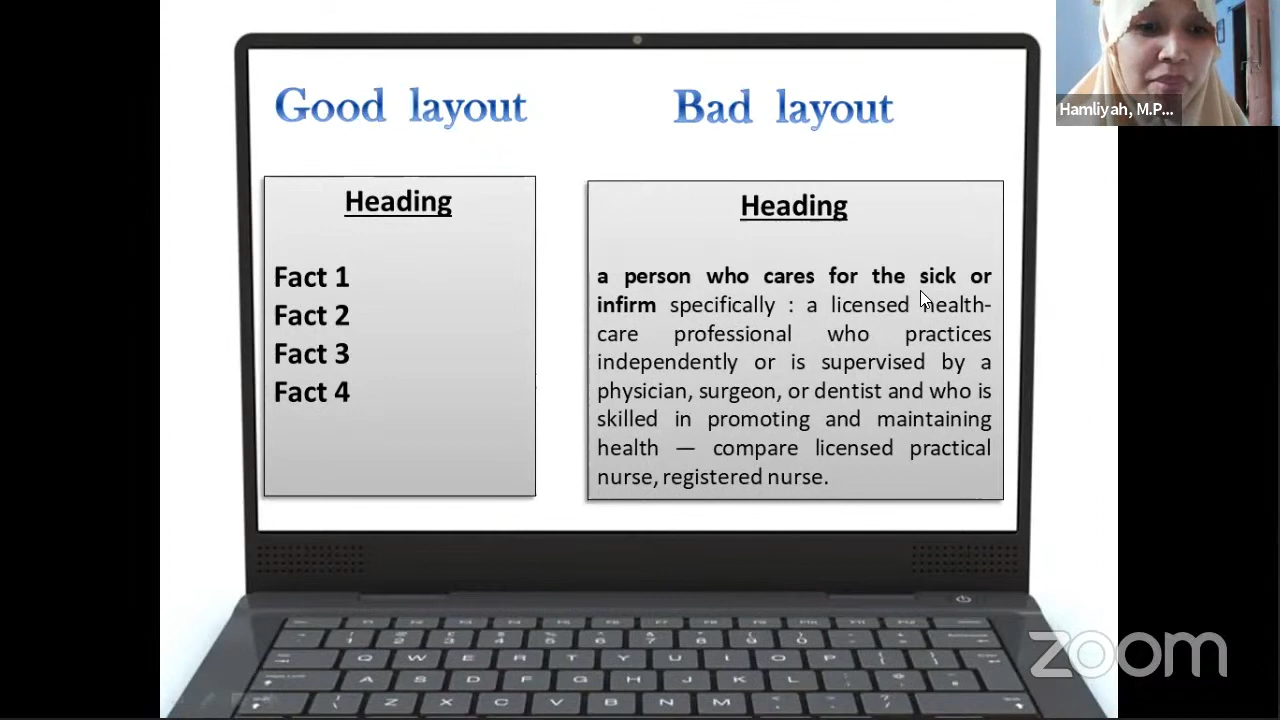 Good layout
Bad layout
Heading
Fact 1
Fact 2
Fact 3
Fact 4
Heading
a person who cares for the sick or
infirm specifically : a licensed health-
care professional who practices
independently or is supervised by a
physician, surgeon, or dentist and who is
skilled in promoting and maintaining
health — compare licensed practical
nurse, registered nurse.
Hamliyah, M.P...
Q W E R T Y U I O P
A S D F G H J K L
Z X C V B N M
zoom